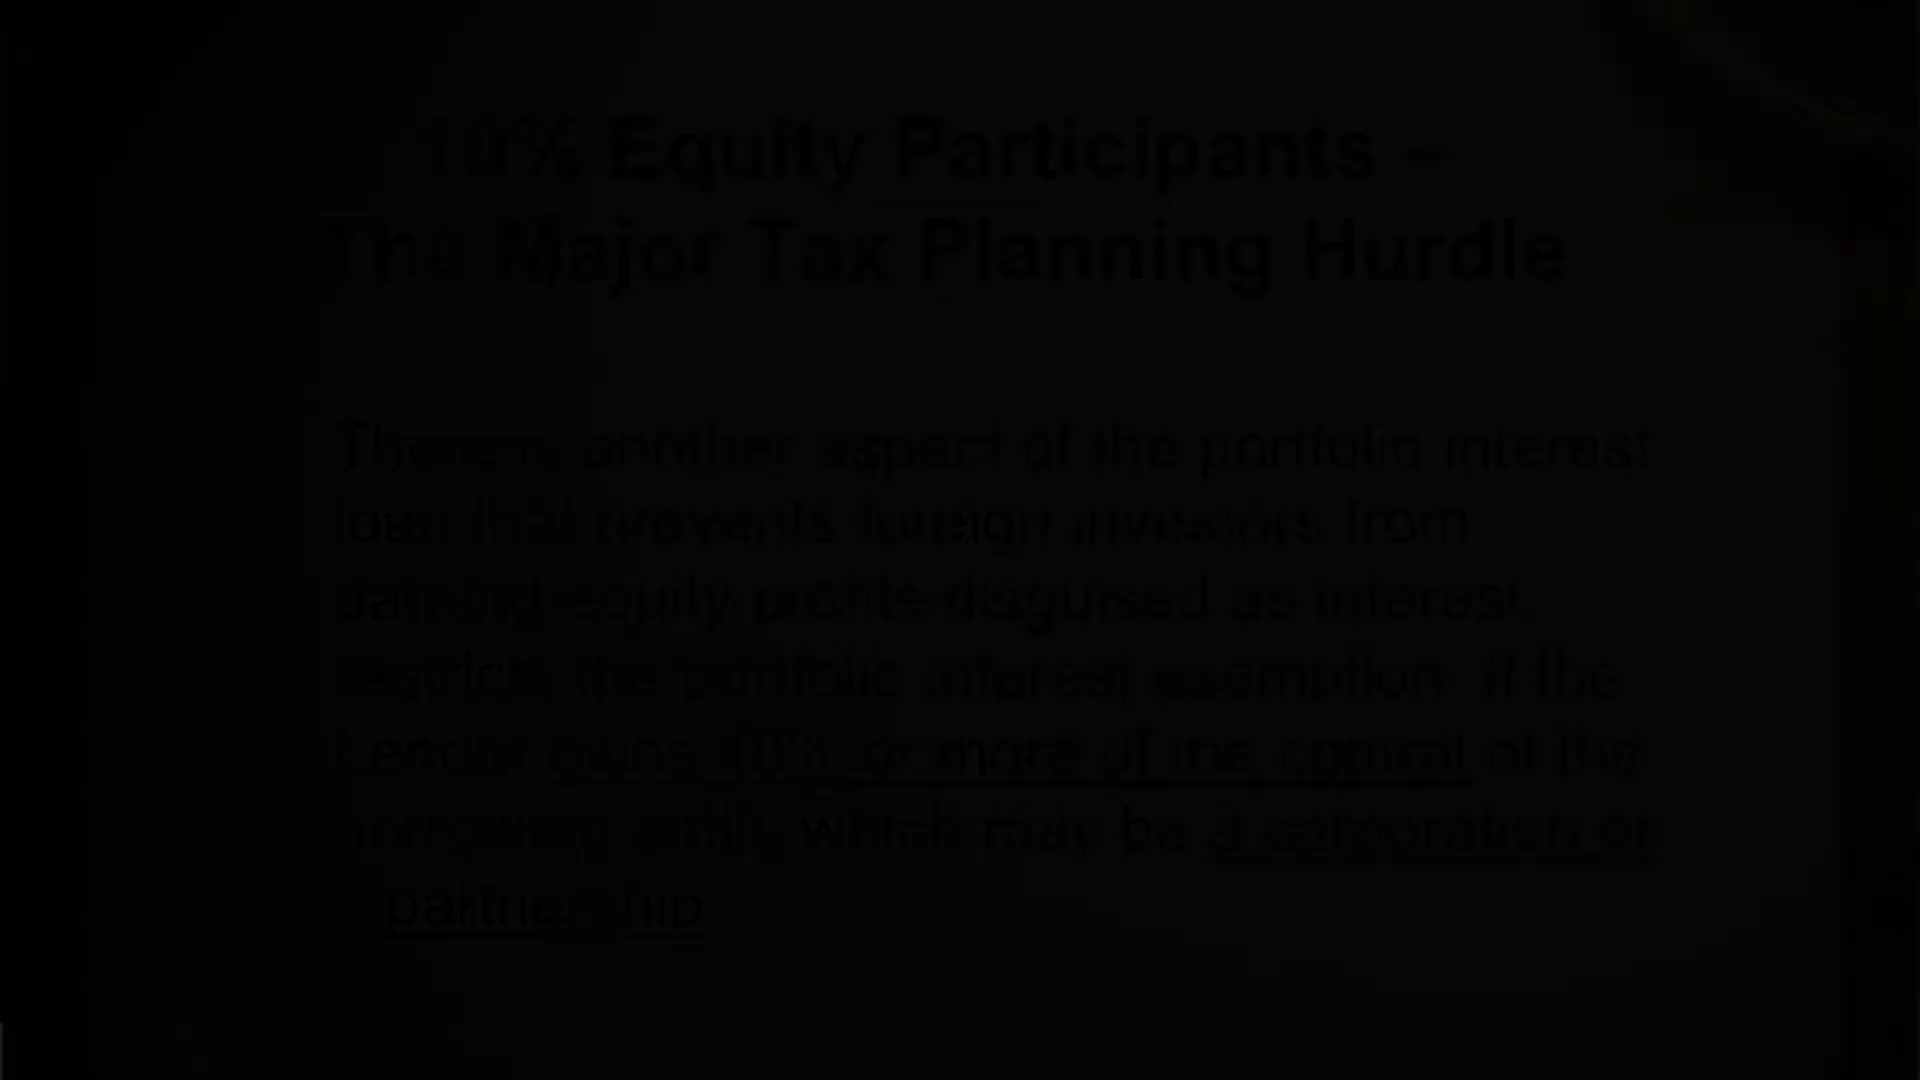 10% Equity Participants –
The Major Tax Planning Hurdle
There is another aspect of the portfolio interest
loan that prevents foreign investors from
equity profits disguised as interest.
restricts the portfolio interest exemption if the
Lender owns 10% or more of the control of the
borrowing entity, which may be a corporation or
partnership